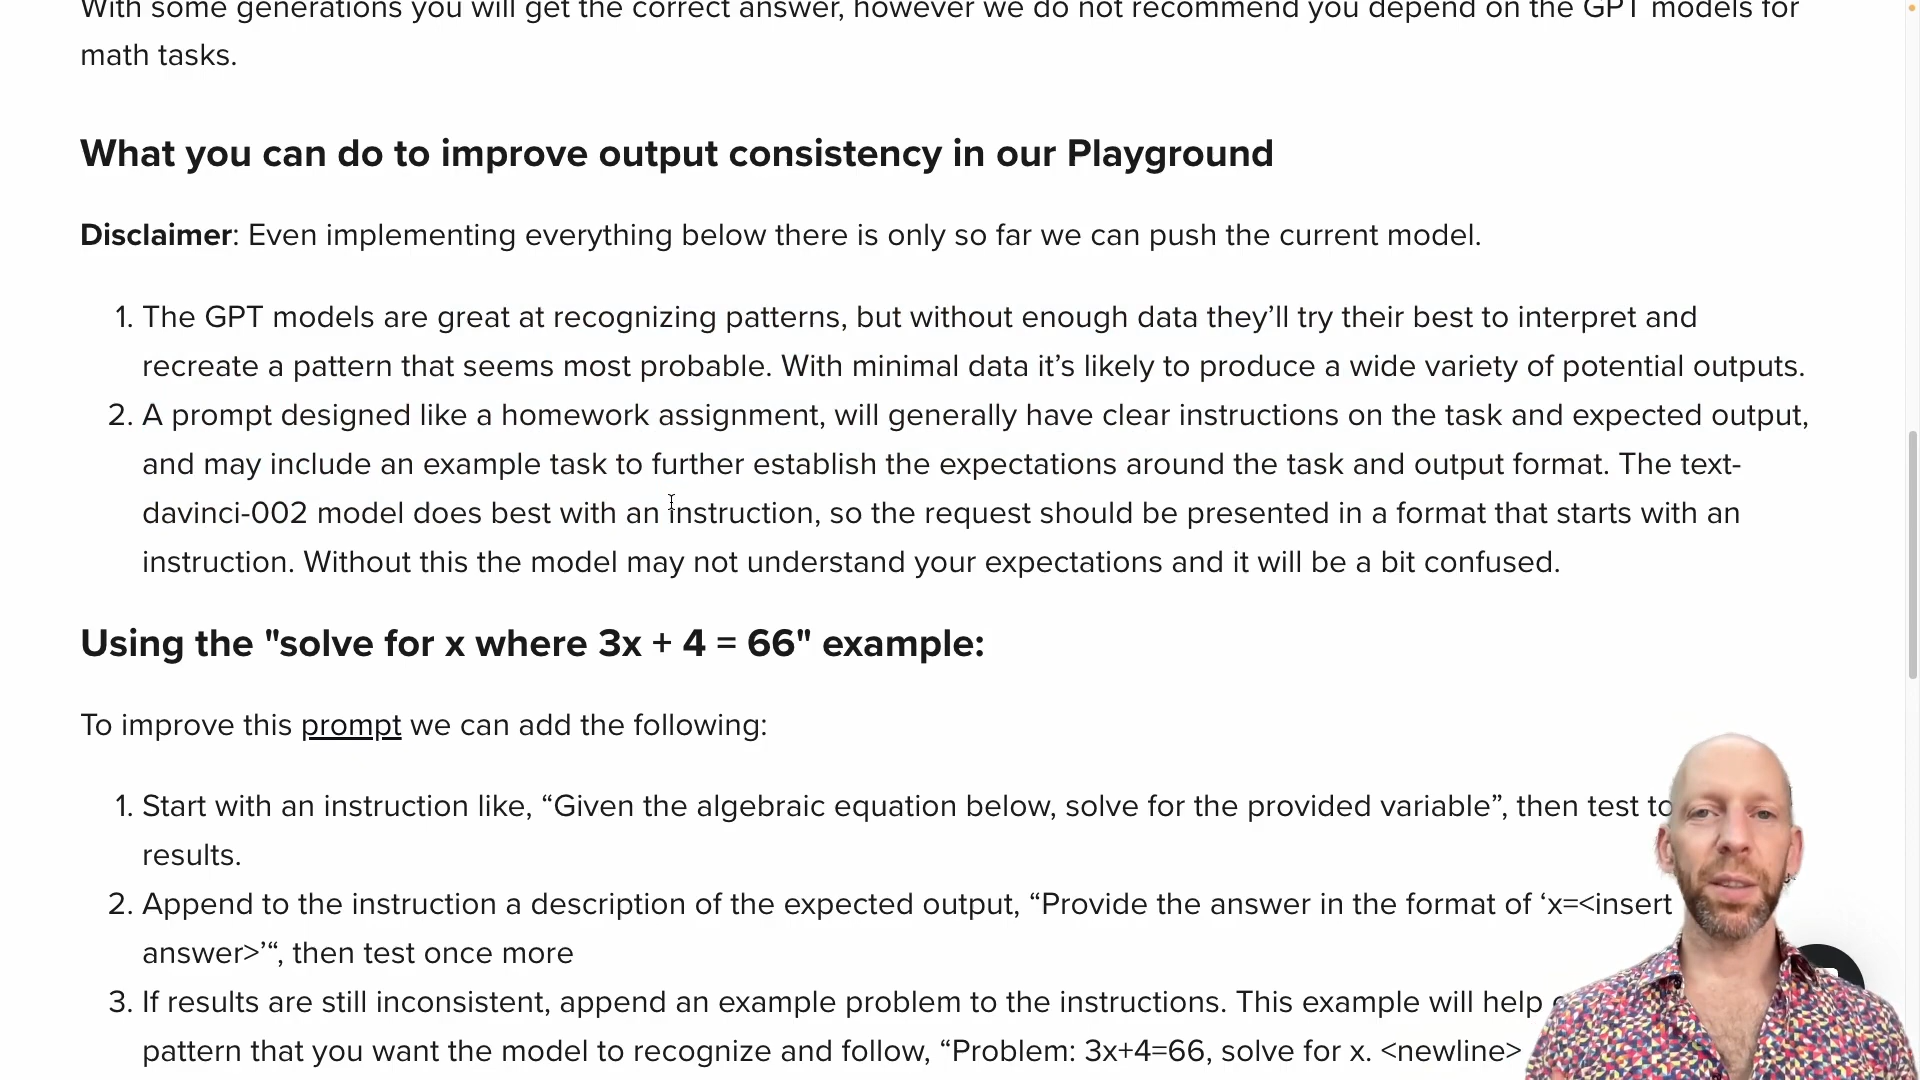 With some generations you will get the correct answer, however we do not recommend you depend on the GPT models for
math tasks.
What you can do to improve output consistency in our Playground
Disclaimer: Even implementing everything below there is only so far we can push the current model.
1. The GPT models are great at recognizing patterns, but without enough data they’ll try their best to interpret and
recreate a pattern that seems most probable. With minimal data it’s likely to produce a wide variety of potential outputs.
2. A prompt designed like a homework assignment, will generally have clear instructions on the task and expected output,
and may include an example task to further establish the expectations around the task and output format. The text-
davinci-002 model does best with an instruction, so the request should be presented in a format that starts with an
instruction. Without this the model may not understand your expectations and it will be a bit confused.
Using the "solve for x where 3x + 4 = 66" example:
To improve this prompt we can add the following:
1. Start with an instruction like, “Given the algebraic equation below, solve for the provided variable”, then test to
results.
2. Append to the instruction a description of the expected output, “Provide the answer in the format of ‘x=<insert
answer>’“, then test once more
3. If results are still inconsistent, append an example problem to the instructions. This example will help
pattern that you want the model to recognize and follow, “Problem: 3x+4=66, solve for x. <newline>